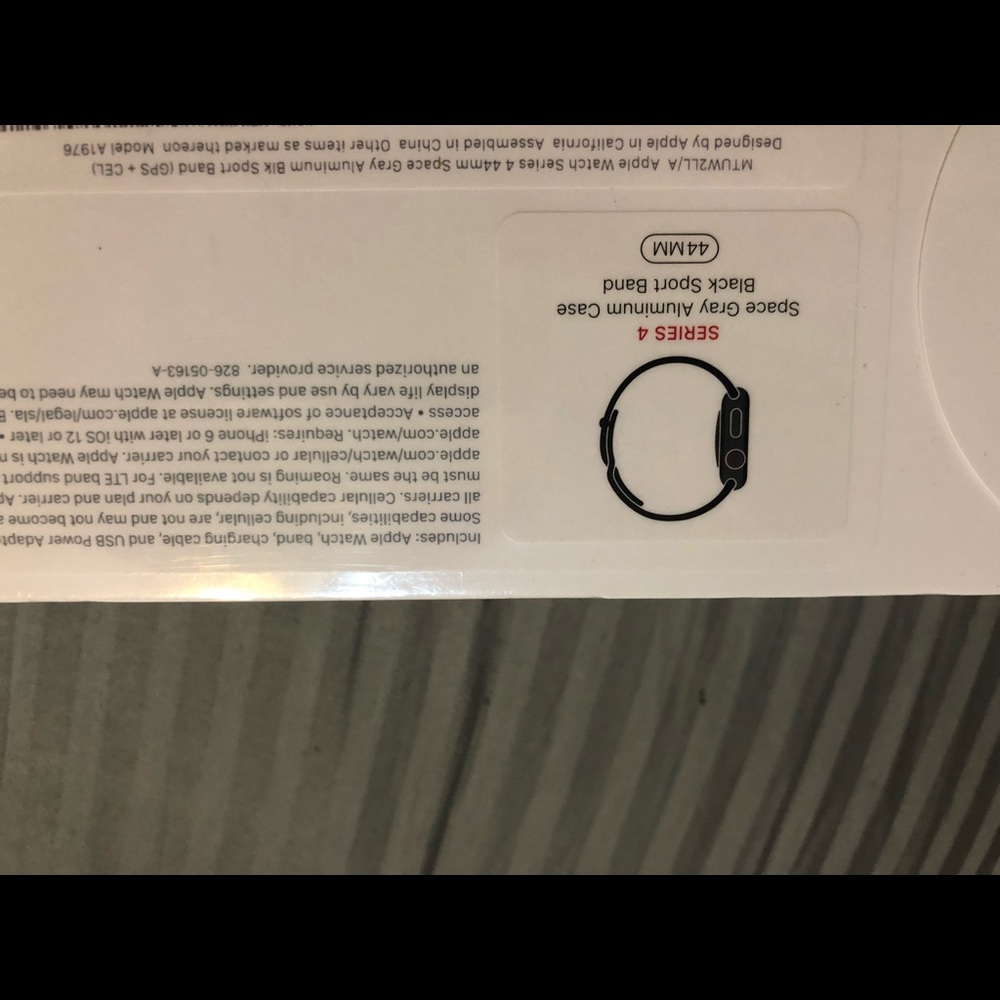 Includes: Apple Watch, band, charging cable, and USB Power Adapt
Some capabilities, including cellular, are not and may not become a
all carriers. Cellular capability depends on your plan and carrier. Ap
must be the same. Roaming is not available. For LTE band support
apple.com/watch/cellular or contact your carrier. Apple Watch is n
apple.com/watch. Requires: iPhone 6 or later with iOS 12 or later •
access • Acceptance of software license at apple.com/legal/sla. B
display life vary by use and settings. Apple Watch may need to be
an authorized service provider. 826-05163-A
SERIES 4
Space Gray Aluminum Case
Black Sport Band
44MM
MTUW2LL/A Apple Watch Series 4 44mm Space Gray Aluminum Blk Sport Band (GPS + CEL)
Designed by Apple in California Assembled in China Other items as marked thereon Model A1976